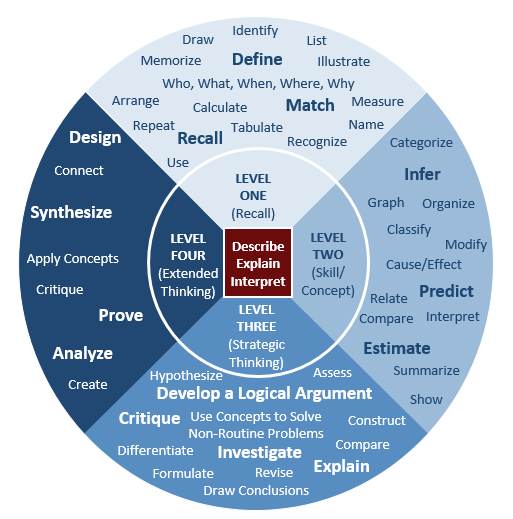 Identify
Draw
List
Define
Memorize
Illustrate
Who, What, When, Where, Why
Arrange
Calculate
Match
Measure
Repeat
Recall
Tabulate
Recognize
Name
Use
LEVEL
ONE
(Recall)
Categorize
Infer
Graph
Organize
Classify
Modify
Cause/Effect
Predict
Relate
Compare
Interpret
Estimate
Summarize
Show
LEVEL
TWO
(Skill/
Concept)
LEVEL
THREE
(Strategic
Thinking)
Hypothesize
Assess
Develop a Logical Argument
Critique
Use Concepts to Solve
Non-Routine Problems
Construct
Differentiate
Investigate
Compare
Formulate
Revise
Explain
Draw Conclusions
Design
Connect
Synthesize
Apply Concepts
Critique
Prove
Analyze
Create
LEVEL
FOUR
(Extended
Thinking)
Describe
Explain
Interpret